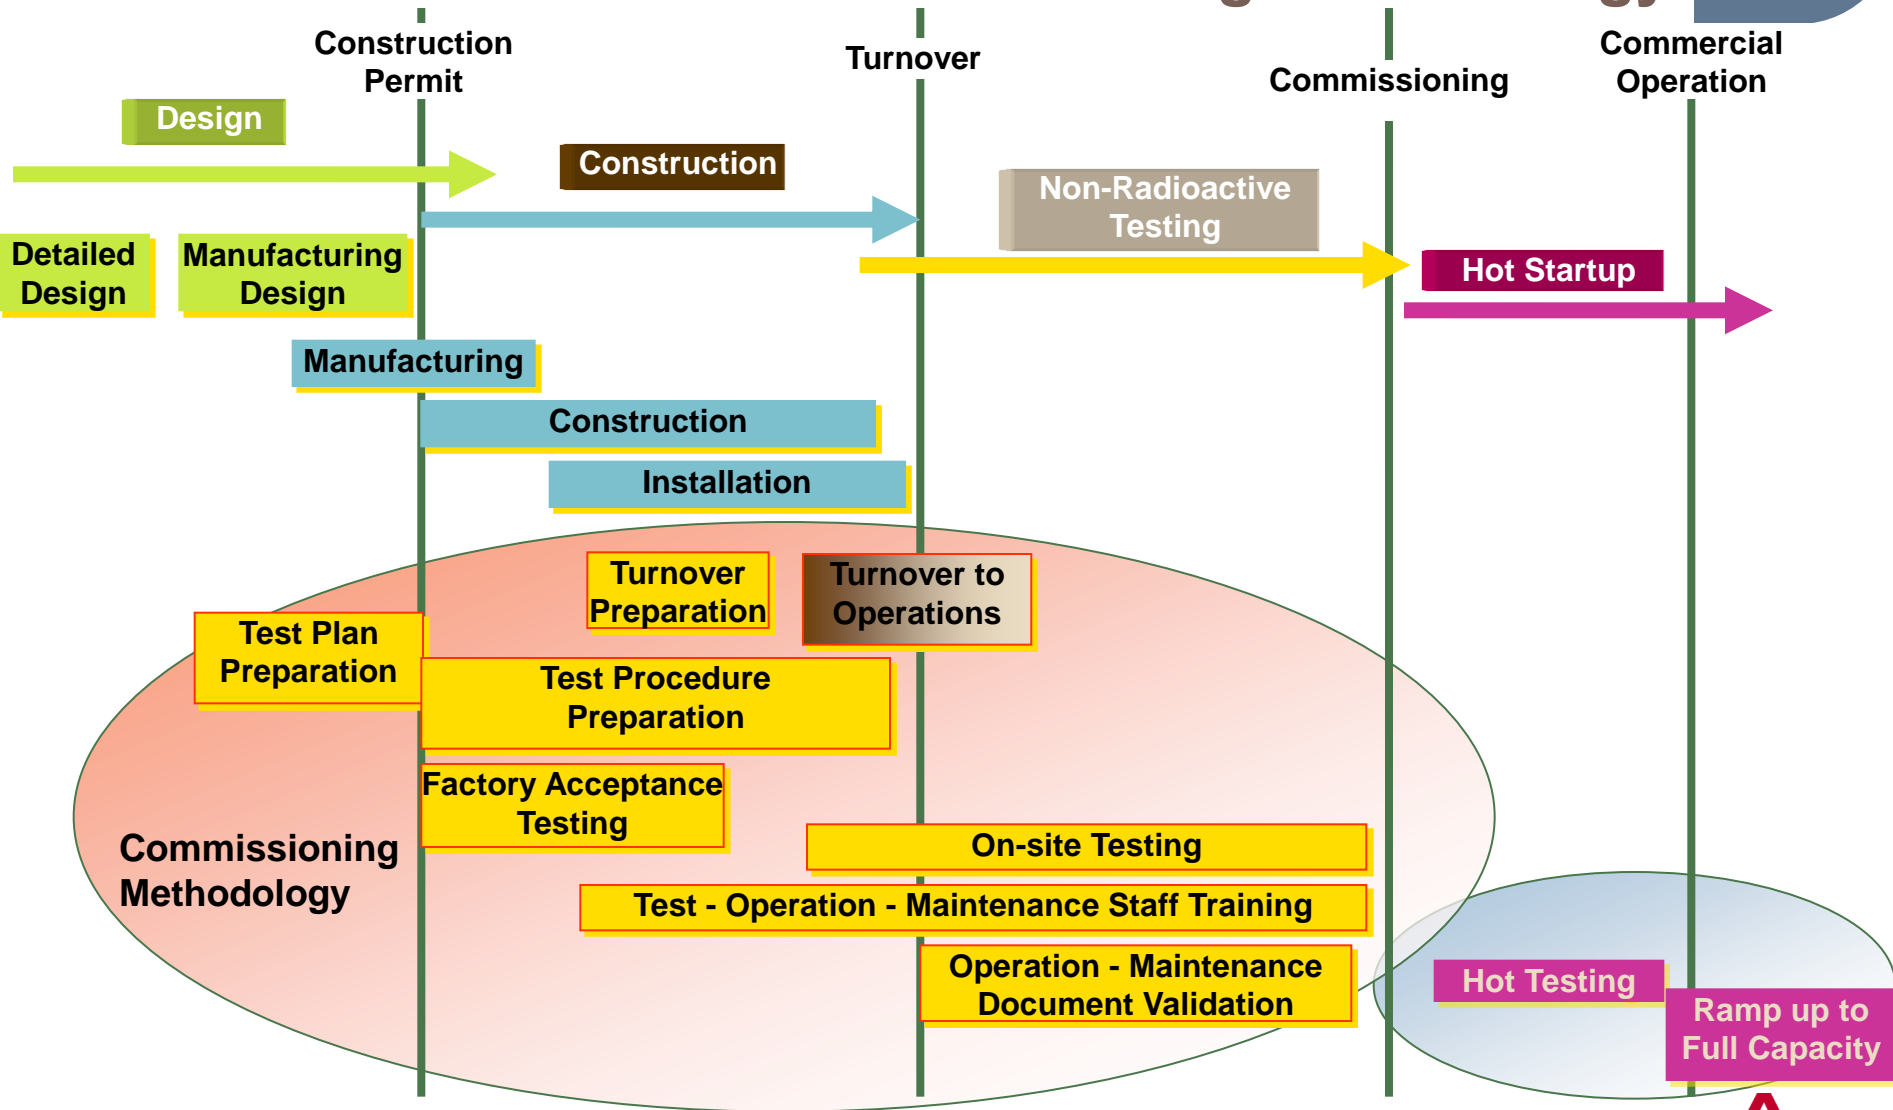 Construction
Permit
Turnover
Commissioning
Commercial
Operation
Design
Construction
Non-Radioactive
Testing
Hot Startup
Detailed
Design
Manufacturing
Design
Manufacturing
Construction
Installation
Turnover
Preparation
Turnover to
Operations
Test Plan
Preparation
Test Procedure
Preparation
Factory Acceptance
Testing
Commissioning
Methodology
On-site Testing
Test - Operation - Maintenance Staff Training
Operation - Maintenance
Document Validation
Hot Testing
Ramp up to
Full Capacity